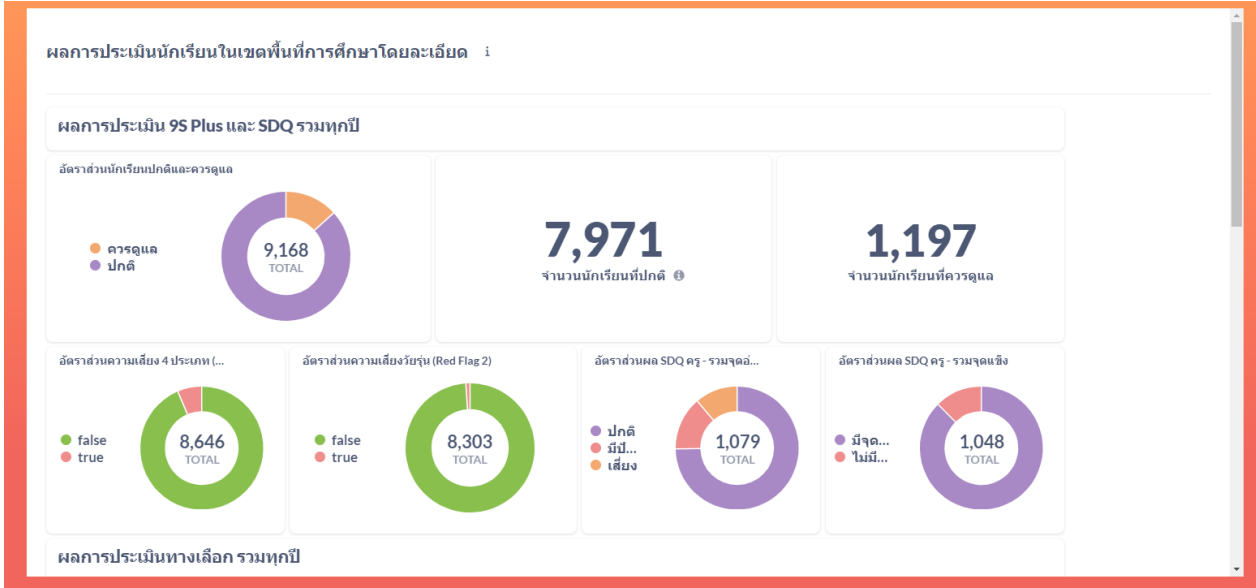 ผลการประเมินนักเรียนในเขตพื้นที่การศึกษาโดยละเอียด i
ผลการประเมิน 9S Plus และ SDQ รวมทุกปี
อัตราส่วนนักเรียนปกติและควรดูแล
ควรดูแล
ปกติ
9,168
TOTAL
7,971
จำนวนนักเรียนที่ปกติ
1,197
จำนวนนักเรียนที่ควรดูแล
อัตราส่วนความเสี่ยง 4 ประเภท (...
false
true
8,646
TOTAL
อัตราส่วนความเสี่ยงวัยรุ่น (Red Flag 2)
false
true
8,303
TOTAL
อัตราส่วนผล SDQ ครู - รวมจุดอ่...
ปกติ
มีปั...
เสี่ยง
1,079
TOTAL
อัตราส่วนผล SDQ ครู - รวมจุดแข็ง
มีจุด...
ไม่มี...
1,048
TOTAL
ผลการประเมินทางเลือก รวมทุกปี